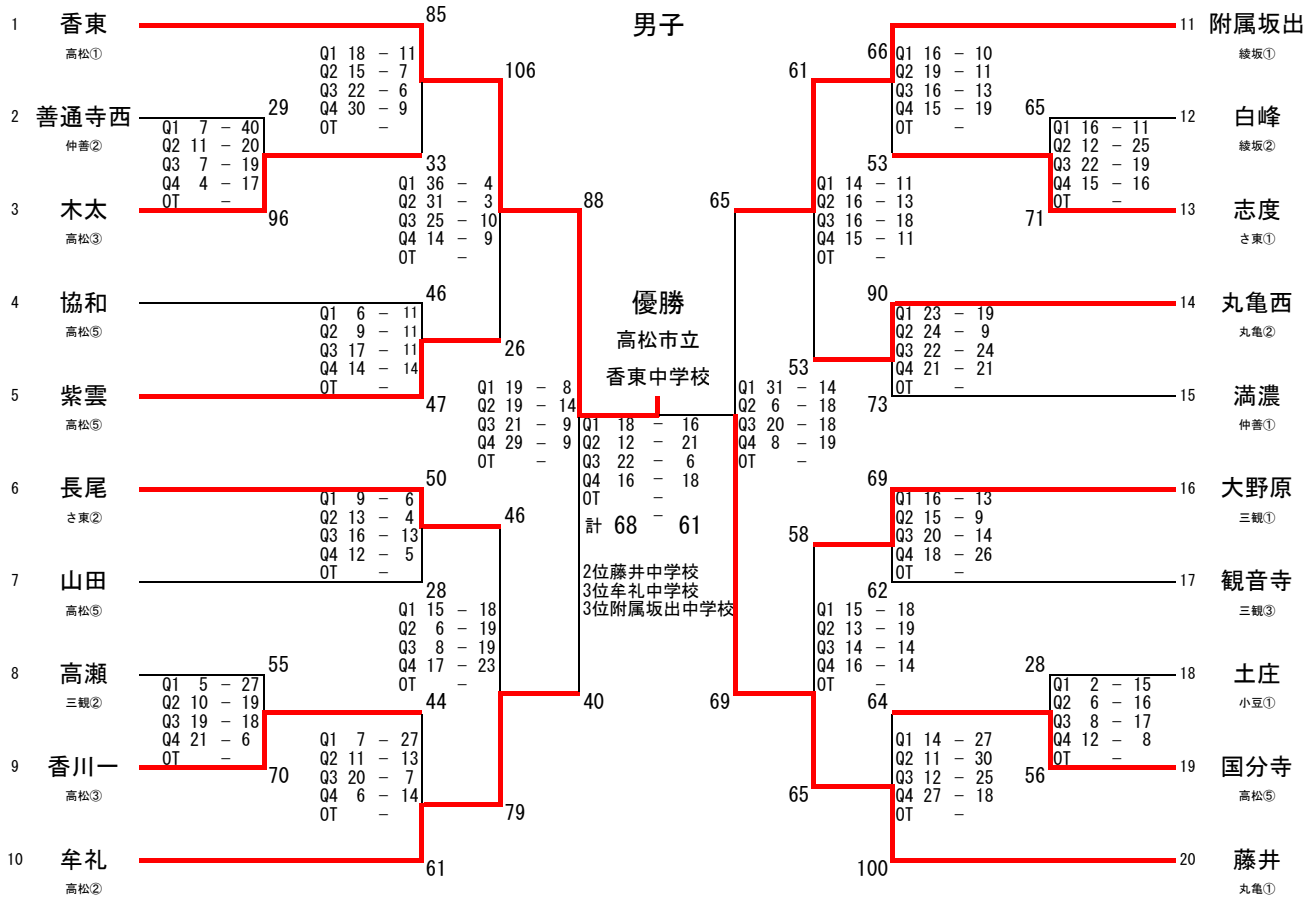 男子
1 香東
高松①
2 善通寺西
仲善②
3 木太
高松③
4 協和
高松⑤
5 紫雲
高松⑤
6 長尾
さ東②
7 山田
高松⑤
8 高瀬
三観②
9 香川一
高松③
10 牟礼
高松②
29
Q1 7 − 40
Q2 11 − 20
Q3 7 − 19
Q4 4 − 17
OT −
96
55
Q1 5 − 27
Q2 10 − 19
Q3 19 − 18
Q4 21 − 6
OT −
70
85
Q1 18 − 11
Q2 15 − 7
Q3 22 − 6
Q4 30 − 9
OT −
33
46
Q1 6 − 11
Q2 9 − 11
Q3 17 − 11
Q4 14 − 14
OT −
47
50
Q1 9 − 6
Q2 13 − 4
Q3 16 − 13
Q4 12 − 5
OT −
28
44
Q1 7 − 27
Q2 11 − 13
Q3 20 − 7
Q4 6 − 14
OT −
61
106
Q1 36 − 4
Q2 31 − 3
Q3 25 − 10
Q4 14 − 9
OT −
26
46
Q1 15 − 18
Q2 6 − 19
Q3 8 − 19
Q4 17 − 23
OT −
79
88
Q1 19 − 8
Q2 19 − 14
Q3 21 − 9
Q4 29 − 9
OT −
40
優勝
高松市立
香東中学校
Q1 18 − 16
Q2 12 − 21
Q3 22 − 6
Q4 16 − 18
OT −
−
計 68 61
2位藤井中学校
3位牟礼中学校
3位附属坂出中学校
65
Q1 31 − 14
Q2 6 − 18
Q3 20 − 18
Q4 8 − 19
OT −
69
61
Q1 14 − 11
Q2 16 − 13
Q3 16 − 18
Q4 15 − 11
OT −
53
58
Q1 15 − 18
Q2 13 − 19
Q3 14 − 14
Q4 16 − 14
OT −
65
66
Q1 16 − 10
Q2 19 − 11
Q3 16 − 13
Q4 15 − 19
OT −
53
90
Q1 23 − 19
Q2 24 − 9
Q3 22 − 24
Q4 21 − 21
OT −
73
69
Q1 16 − 13
Q2 15 − 9
Q3 20 − 14
Q4 18 − 26
OT −
62
64
Q1 14 − 27
Q2 11 − 30
Q3 12 − 25
Q4 27 − 18
OT −
100
65
Q1 16 − 11
Q2 12 − 25
Q3 22 − 19
Q4 15 − 16
OT −
71
28
Q1 2 − 15
Q2 6 − 16
Q3 8 − 17
Q4 12 − 8
OT −
56
11 附属坂出
綾坂①
12 白峰
綾坂②
13 志度
さ東①
14 丸亀西
丸亀②
15 満濃
仲善①
16 大野原
三観①
17 観音寺
三観③
18 土庄
小豆①
19 国分寺
高松⑤
20 藤井
丸亀①